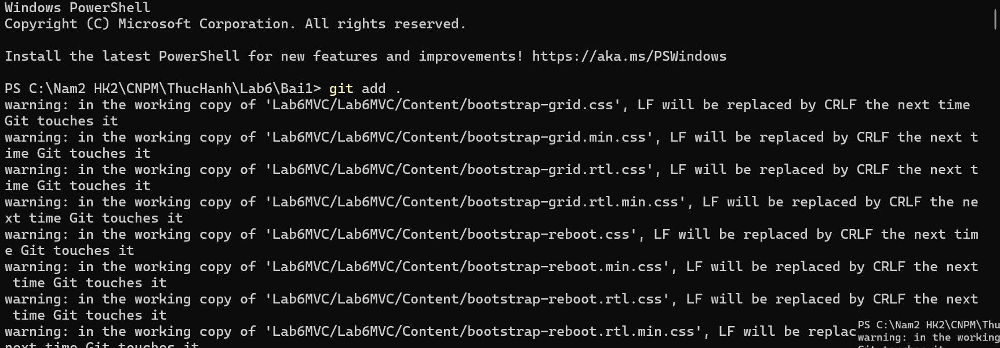 Windows PowerShell
Copyright (C) Microsoft Corporation. All rights reserved.
Install the latest PowerShell for new features and improvements! https://aka.ms/PSWindows
PS C:\Nam2 HK2\CNPM\ThucHanh\Lab6\Bai1> git add .
warning: in the working copy of 'Lab6MVC/Lab6MVC/Content/bootstrap-grid.css', LF will be replaced by CRLF the next time
Git touches it
warning: in the working copy of 'Lab6MVC/Lab6MVC/Content/bootstrap-grid.min.css', LF will be replaced by CRLF the next t
ime Git touches it
warning: in the working copy of 'Lab6MVC/Lab6MVC/Content/bootstrap-grid.rtl.css', LF will be replaced by CRLF the next t
ime Git touches it
warning: in the working copy of 'Lab6MVC/Lab6MVC/Content/bootstrap-grid.rtl.min.css', LF will be replaced by CRLF the ne
xt time Git touches it
warning: in the working copy of 'Lab6MVC/Lab6MVC/Content/bootstrap-reboot.css', LF will be replaced by CRLF the next tim
e Git touches it
warning: in the working copy of 'Lab6MVC/Lab6MVC/Content/bootstrap-reboot.min.css', LF will be replaced by CRLF the next
 time Git touches it
warning: in the working copy of 'Lab6MVC/Lab6MVC/Content/bootstrap-reboot.rtl.css', LF will be replaced by CRLF the next
 time Git touches it
warning: in the working copy of 'Lab6MVC/Lab6MVC/Content/bootstrap-reboot.rtl.min.css', LF will be replac
next time Git touches it
PS C:\Nam2 HK2\CNPM\Thu
warning: in the working